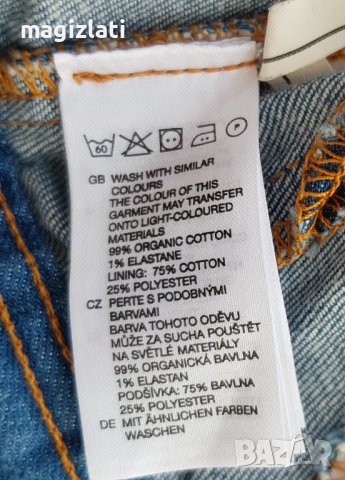 magizlati
60
P
GB WASH WITH SIMILAR
COLOURS
THE COLOUR OF THIS
GARMENT MAY TRANSFER
ONTO LIGHT-COLOURED
MATERIALS
99% ORGANIC COTTON
1% ELASTANE
LINING: 75% COTTON
25% POLYESTER
CZ PERTE S PODOBNÝMI
BARVAMI
BARVA TOHOTO ODĚVU
MŮŽE ZA SUCHA POUŠTĚT
NA SVĚTLÉ MATERIÁLY
99% ORGANICKÁ BAVLNA
1% ELASTAN
PODŠÍVKA: 75% BAVLNA
25% POLYESTER
DE MIT ÄHNLICHEN FARBEN
WASCHEN
BAZAR